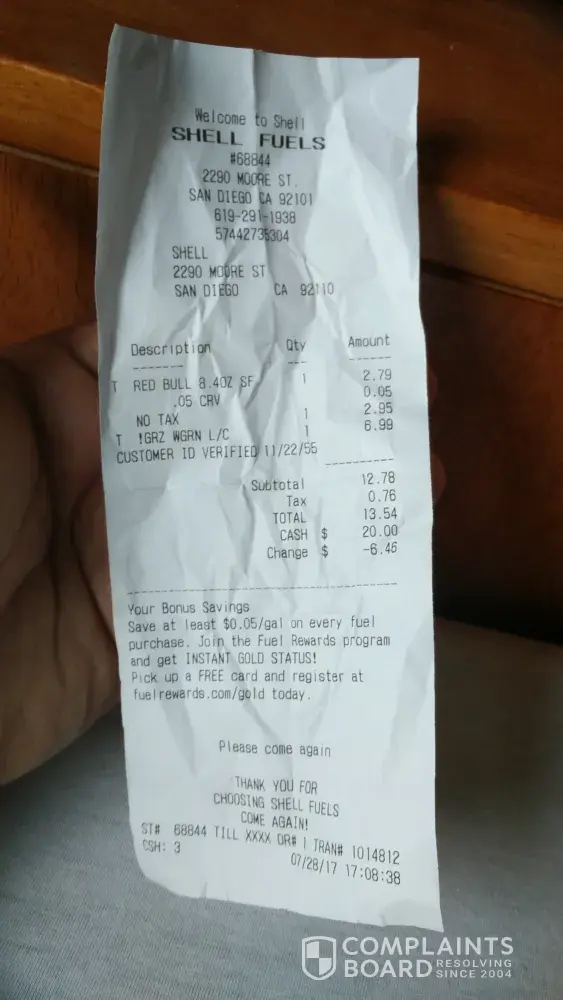 Welcome to Shell
SHELL FUELS
#68844
2290 MOORE ST.
SAN DIEGO CA 92101
619-291-1938
57442735304
SHELL
2290 MOORE ST
SAN DIEGO CA 92110
Description Qty Amount
------- --- ------
T RED BULL 8.4OZ SF 1 2.79
.05 CRV 0.05
NO TAX 1 2.95
T !GRZ WGRN L/C 1 6.99
CUSTOMER ID VERIFIED 11/22/55
----------
Subtotal 12.78
Tax 0.76
TOTAL 13.54
CASH $ 20.00
Change $ -6.46
----------------------------------------
Your Bonus Savings
Save at least $0.05/gal on every fuel
purchase. Join the Fuel Rewards program
and get INSTANT GOLD STATUS!
Pick up a FREE card and register at
fuelrewards.com/gold today.
Please come again
THANK YOU FOR
CHOOSING SHELL FUELS
COME AGAIN!
ST# 68844 TILL XXXX DR# 1 TRAN# 1014812
CSH: 3 07/28/17 17:08:38
COMPLAINTS
BOARD RESOLVING
SINCE 2004